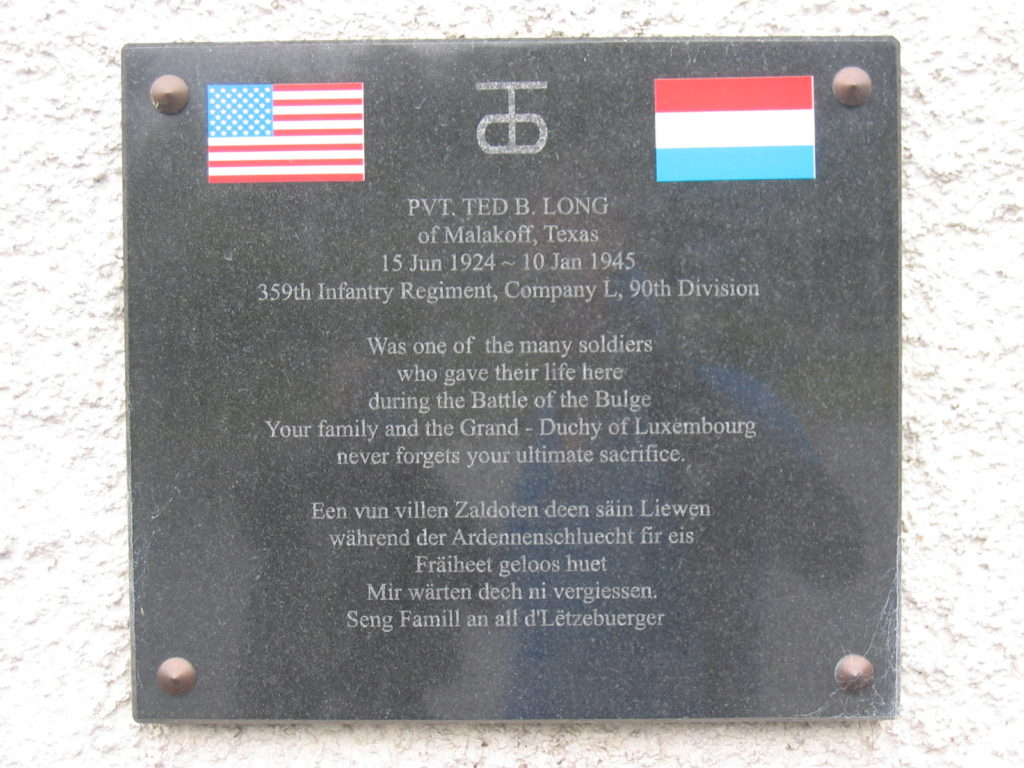 PVT. TED B. LONG
of Malakoff, Texas
15 Jun 1924 ~ 10 Jan 1945
359th Infantry Regiment, Company L, 90th Division
Was one of the many soldiers
who gave their life here
during the Battle of the Bulge
Your family and the Grand - Duchy of Luxembourg
never forgets your ultimate sacrifice.
Een vun villen Zaldoten deen säin Liewen
während der Ardennenschluecht fir eis
Fräiheet geloos huet
Mir wärten dech ni vergiessen.
Seng Famill an all d'Lëtzebuerger